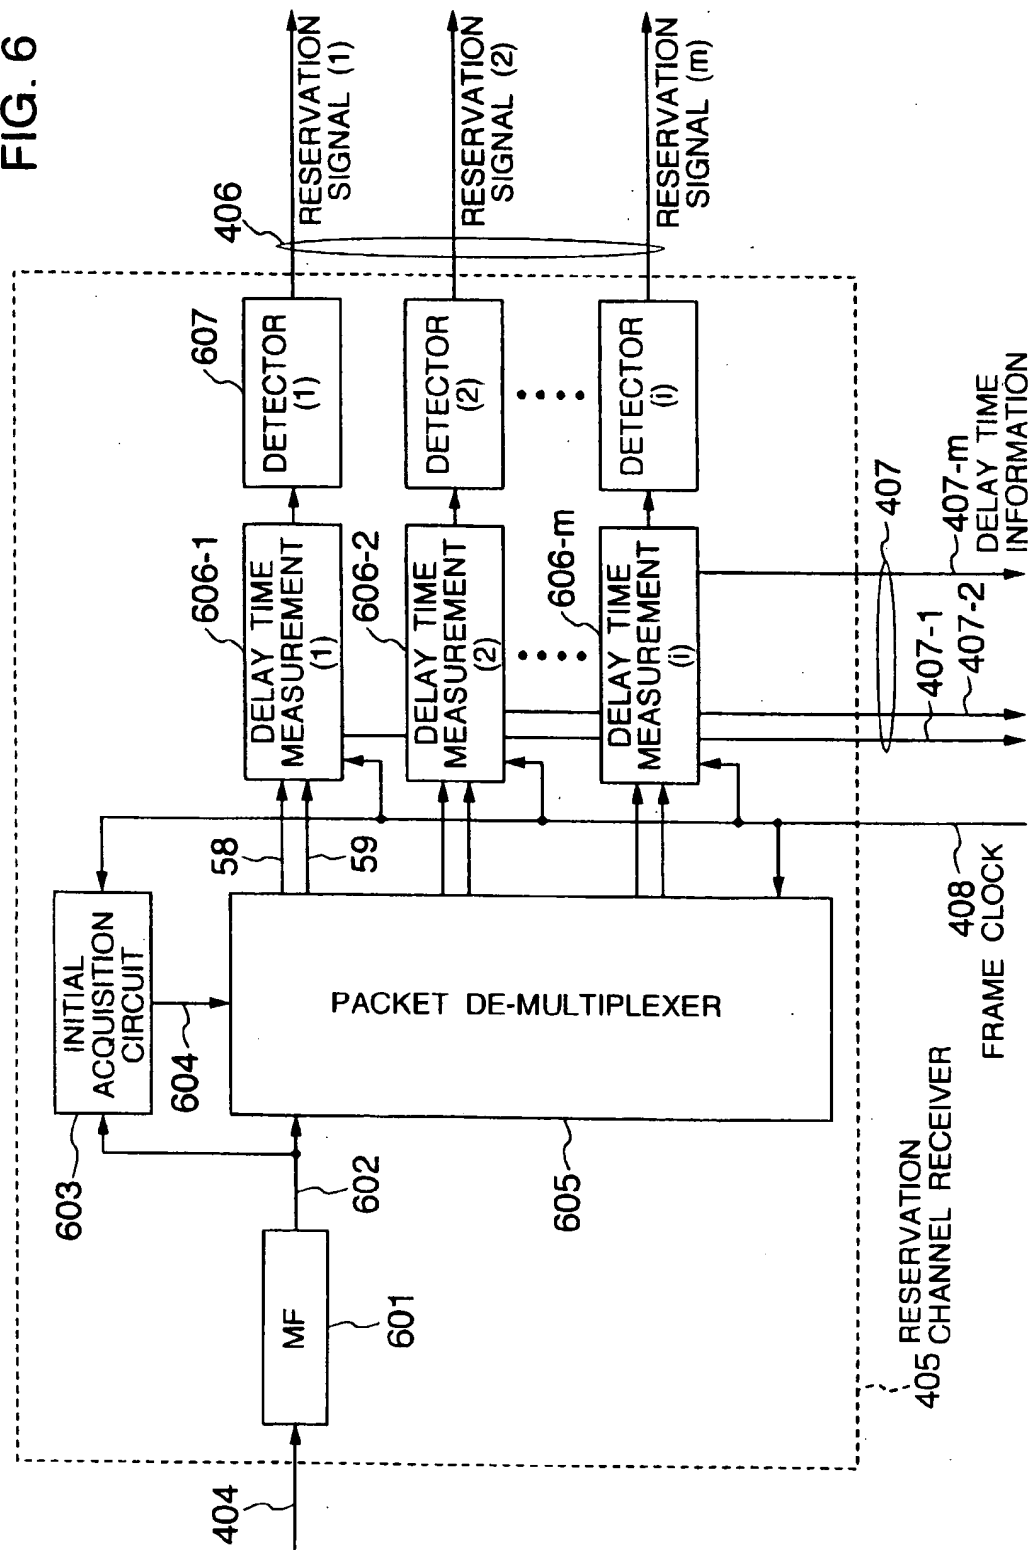 FIG. 6
404
MF
601
602
603
INITIAL
ACQUISITION
CIRCUIT
604
PACKET DE-MULTIPLEXER
605
58
59
606-1
DELAY TIME
MEASUREMENT
(1)
606-2
DELAY TIME
MEASUREMENT
(2)
606-m
DELAY TIME
MEASUREMENT
(i)
607
DETECTOR
(1)
DETECTOR
(2)
DETECTOR
(i)
406
RESERVATION
SIGNAL (1)
RESERVATION
SIGNAL (2)
RESERVATION
SIGNAL (m)
405 RESERVATION
CHANNEL RECEIVER
408
FRAME CLOCK
407
407-1
407-2
407-m
DELAY TIME
INFORMATION